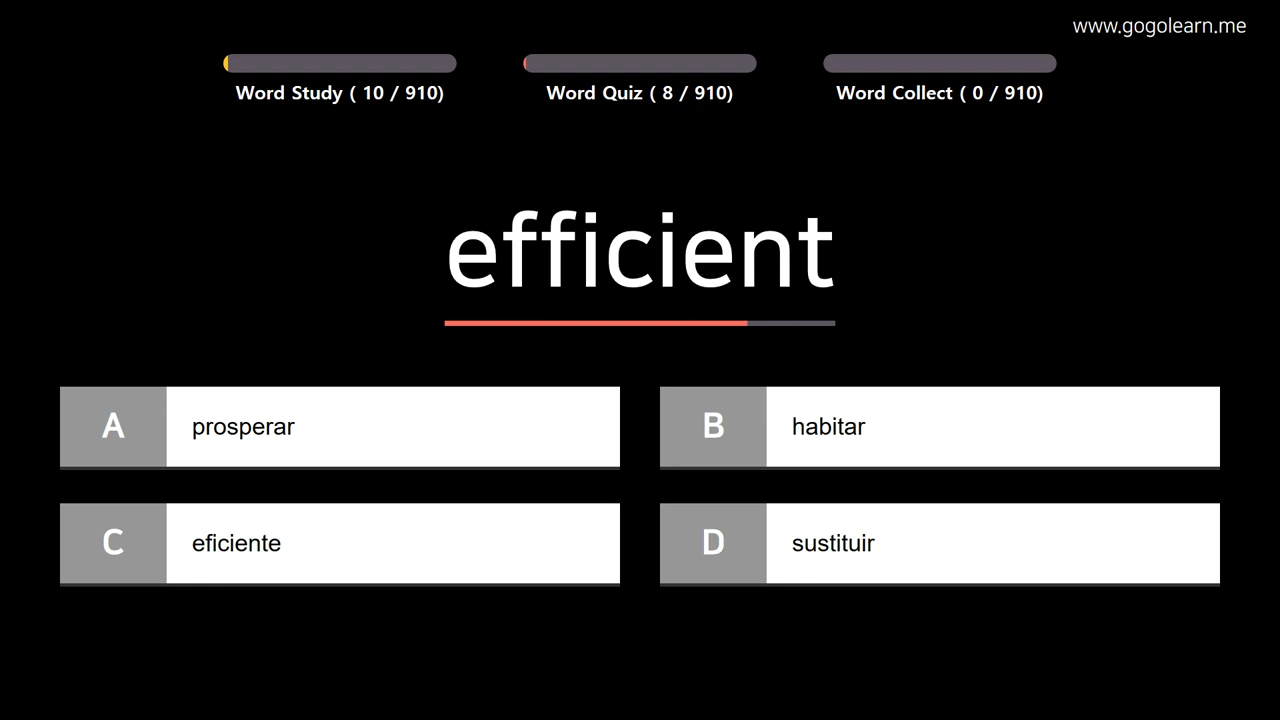 www.gogolearn.me
Word Study ( 10 / 910)
Word Quiz ( 8 / 910)
Word Collect ( 0 / 910)
efficient
A prosperar
B habitar
C eficiente
D sustituir